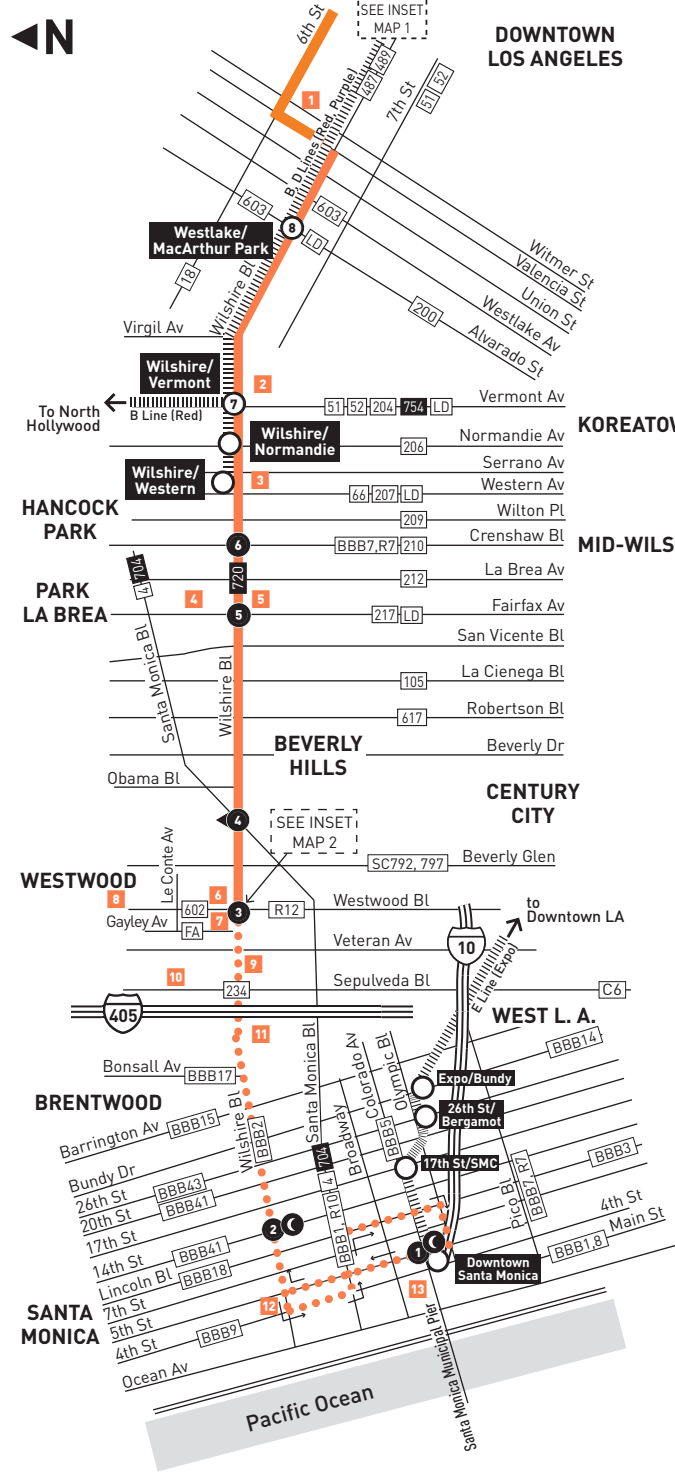 N
6th St
SEE INSET
MAP 1
DOWNTOWN
LOS ANGELES
487
489
7th St
51
52
1
B, D Lines (Red, Purple)
603
8
603
LD
Westlake/
MacArthur Park
18
Wilshire Bl
200
Witmer St
Valencia St
Union St
Westlake Av
Alvarado St
Virgil Av
Wilshire/
Vermont
2
To North
Hollywood
B Line (Red)
7
51
52
204
754
LD
Vermont Av
KOREATOW
Wilshire/
Normandie
206
Normandie Av
Serrano Av
Wilshire/
Western
3
66
207
LD
Western Av
HANCOCK
PARK
209
Wilton Pl
6
BBB7,R7
210
Crenshaw Bl
MID-WILS
4
704
720
212
La Brea Av
PARK
LA BREA
4
5
5
217
LD
Fairfax Av
San Vicente Bl
Santa Monica Bl
Wilshire Bl
105
La Cienega Bl
617
Robertson Bl
BEVERLY
HILLS
Beverly Dr
Obama Bl
CENTURY
CITY
4
SEE INSET
MAP 2
Le Conte Av
SC792, 797
Beverly Glen
WESTWOOD
8
6
602
3
R12
Westwood Bl
Gayley Av
FA
7
to
Downtown LA
Veteran Av
10
9
E Line (Expo)
10
234
Sepulveda Bl
C6
405
WEST L. A.
11
Santa Monica Bl
Bonsall Av
BBB17
Colorado Av
Olympic Bl
BBB14
Expo/Bundy
BRENTWOOD
Wilshire Bl
BBB2
Broadway
BBB5
26th St/
Bergamot
Barrington Av
BBB15
4
704
17th St/SMC
BBB3
Bundy Dr
26th St
BBB43
20th St
BBB41
17th St
BBB1, R10
Pico Bl
BBB7, R7
14th St
BBB41
2
4th St
Main St
Lincoln Bl
BBB18
1
BBB1,8
7th St
Downtown
Santa Monica
5th St
12
13
SANTA
MONICA
4th St
BBB9
Ocean Av
Santa Monica Municipal Pier
Pacific Ocean